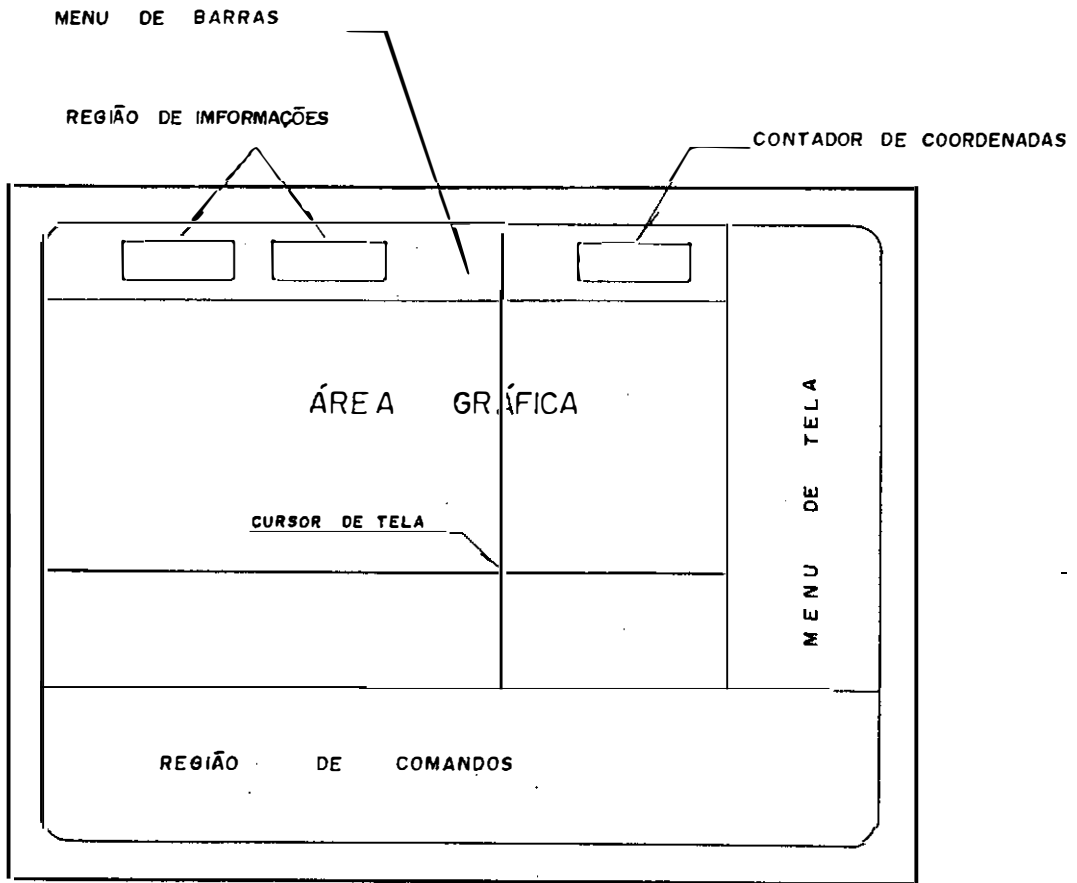 MENU DE BARRAS
REGIÃO DE IMFORMAÇÕES
CONTADOR DE COORDENADAS
ÁREA GRÁFICA
MENU DE TELA
CURSOR DE TELA
REGIÃO DE COMANDOS